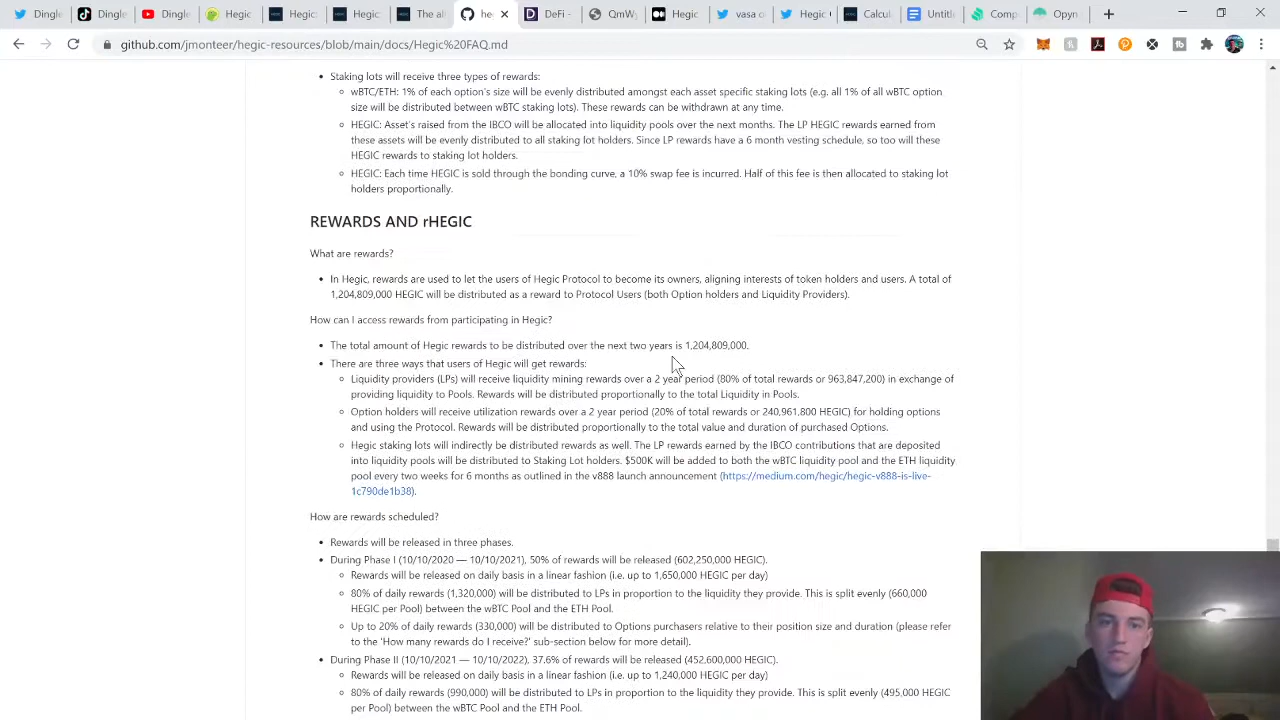 Dingle
Dingle
Dingle
Hegic
Hegic
HEGIC
The all
he
DeFi -
QmWg
Hegic
vasa
Hegic
Calcul
Untitle
Comp
Opyn
github.com/jmonteer/hegic-resources/blob/main/docs/Hegic%20FAQ.md
• Staking lots will receive three types of rewards:
wBTC/ETH: 1% of each option's size will be evenly distributed amongst each asset specific staking lots (e.g. all 1% of all wBTC option
size will be distributed between wBTC staking lots). These rewards can be withdrawn at any time.
HEGIC: Asset's raised from the IBCO will be allocated into liquidity pools over the next months. The LP HEGIC rewards earned from
these assets will be evenly distributed to all staking lot holders. Since LP rewards have a 6 month vesting schedule, so too will these
HEGIC rewards to staking lot holders.
HEGIC: Each time HEGIC is sold through the bonding curve, a 10% swap fee is incurred. Half of this fee is then allocated to staking lot
holders proportionally.
REWARDS AND rHEGIC
What are rewards?
• In Hegic, rewards are used to let the users of Hegic Protocol to become its owners, aligning interests of token holders and users. A total of
1,204,809,000 HEGIC will be distributed as a reward to Protocol Users (both Option holders and Liquidity Providers).
How can I access rewards from participating in Hegic?
• The total amount of Hegic rewards to be distributed over the next two years is 1,204,809,000.
• There are three ways that users of Hegic will get rewards:
Liquidity providers (LPs) will receive liquidity mining rewards over a 2 year period (80% of total rewards or 963,847,200) in exchange of
providing liquidity to Pools. Rewards will be distributed proportionally to the total Liquidity in Pools.
Option holders will receive utilization rewards over a 2 year period (20% of total rewards or 240,961,800 HEGIC) for holding options
and using the Protocol. Rewards will be distributed proportionally to the total value and duration of purchased Options.
Hegic staking lots will indirectly be distributed rewards as well. The LP rewards earned by the IBCO contributions that are deposited
into liquidity pools will be distributed to Staking Lot holders. $500K will be added to both the wBTC liquidity pool and the ETH liquidity
pool every two weeks for 6 months as outlined in the v888 launch announcement (https://medium.com/hegic/hegic-v888-is-live-
1c790de1b38).
How are rewards scheduled?
• Rewards will be released in three phases.
• During Phase I (10/10/2020 — 10/10/2021), 50% of rewards will be released (602,250,000 HEGIC).
Rewards will be released on daily basis in a linear fashion (i.e. up to 1,650,000 HEGIC per day)
80% of daily rewards (1,320,000) will be distributed to LPs in proportion to the liquidity they provide. This is split evenly (660,000
HEGIC per Pool) between the wBTC Pool and the ETH Pool.
Up to 20% of daily rewards (330,000) will be distributed to Options purchasers relative to their position size and duration (please refer
to the 'How many rewards do I receive?' sub-section below for more detail).
• During Phase II (10/10/2021 — 10/10/2022), 37.6% of rewards will be released (452,600,000 HEGIC).
Rewards will be released on daily basis in a linear fashion (i.e. up to 1,240,000 HEGIC per day)
80% of daily rewards (990,000) will be distributed to LPs in proportion to the liquidity they provide. This is split evenly (495,000 HEGIC
per Pool) between the wBTC Pool and the ETH Pool.